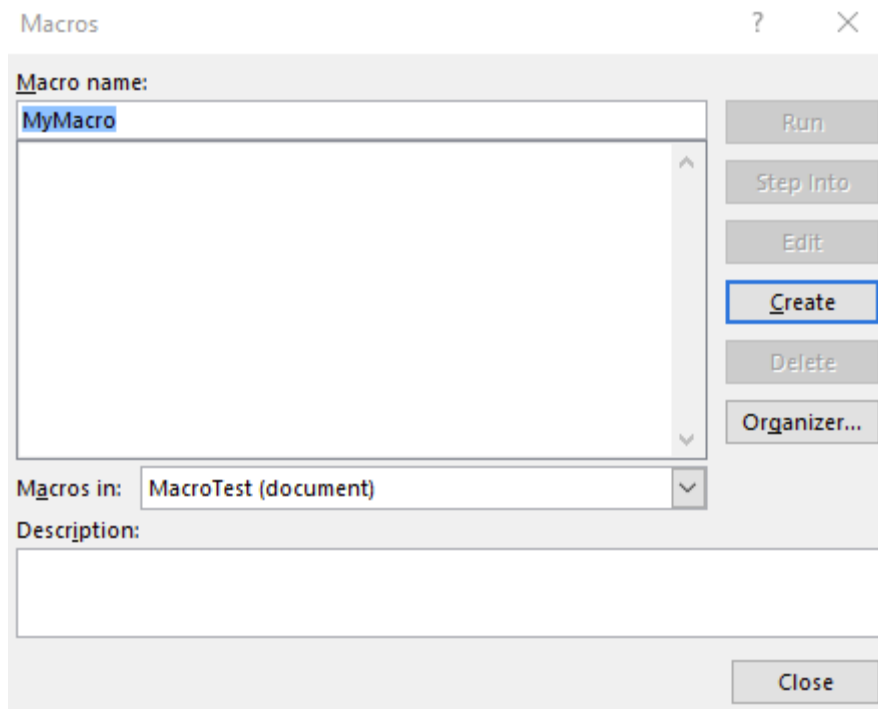 Macros ?
Macro name:
MyMacro
Run
Step Into
Edit
Create
Delete
Organizer...
Macros in: MacroTest (document)
Description:
Close